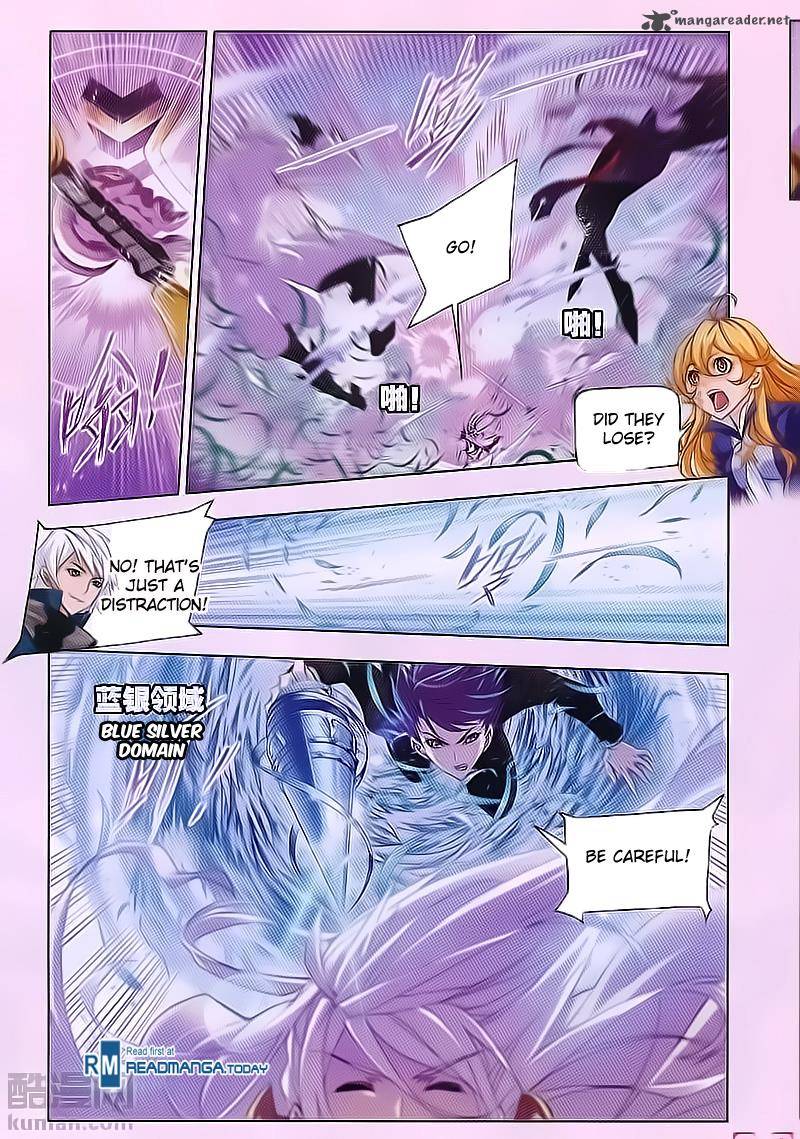 mangareader.net
GO!
啪!
啪!
DID THEY
LOSE?
NO! THAT'S
JUST A
DISTRACTION!
蓝银领域
BLUE SILVER
DOMAIN
BE CAREFUL!
RM
Read first at
READMANGA.TODAY
酷漫网
kuman.com